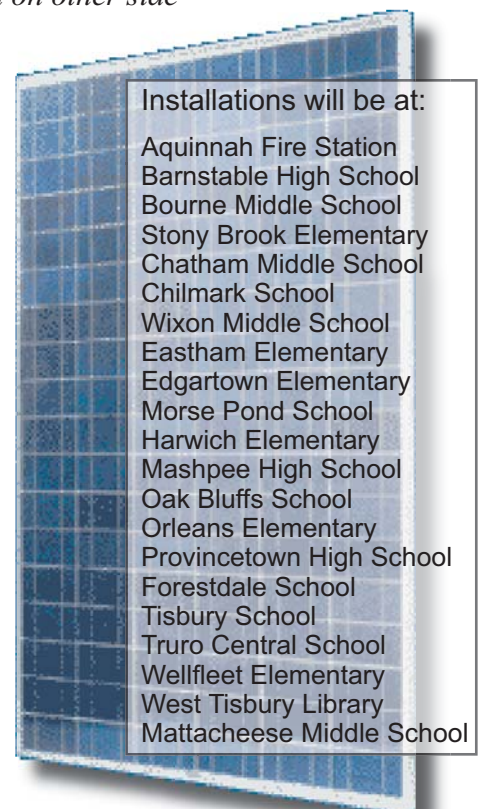 on other side
Installations will be at:
Aquinnah Fire Station
Barnstable High School
Bourne Middle School
Stony Brook Elementary
Chatham Middle School
Chilmark School
Wixon Middle School
Eastham Elementary
Edgartown Elementary
Morse Pond School
Harwich Elementary
Mashpee High School
Oak Bluffs School
Orleans Elementary
Provincetown High School
Forestdale School
Tisbury School
Truro Central School
Wellfleet Elementary
West Tisbury Library
Mattacheese Middle School